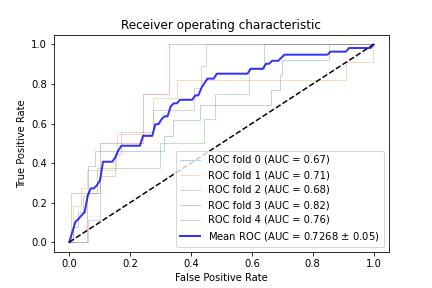 Receiver operating characteristic
True Positive Rate
1.0
0.8
0.6
0.4
0.2
0.0
ROC fold 0 (AUC = 0.67)
ROC fold 1 (AUC = 0.71)
ROC fold 2 (AUC = 0.68)
ROC fold 3 (AUC = 0.82)
ROC fold 4 (AUC = 0.76)
Mean ROC (AUC = 0.7268 ± 0.05)
0.0 0.2 0.4 0.6 0.8 1.0
False Positive Rate